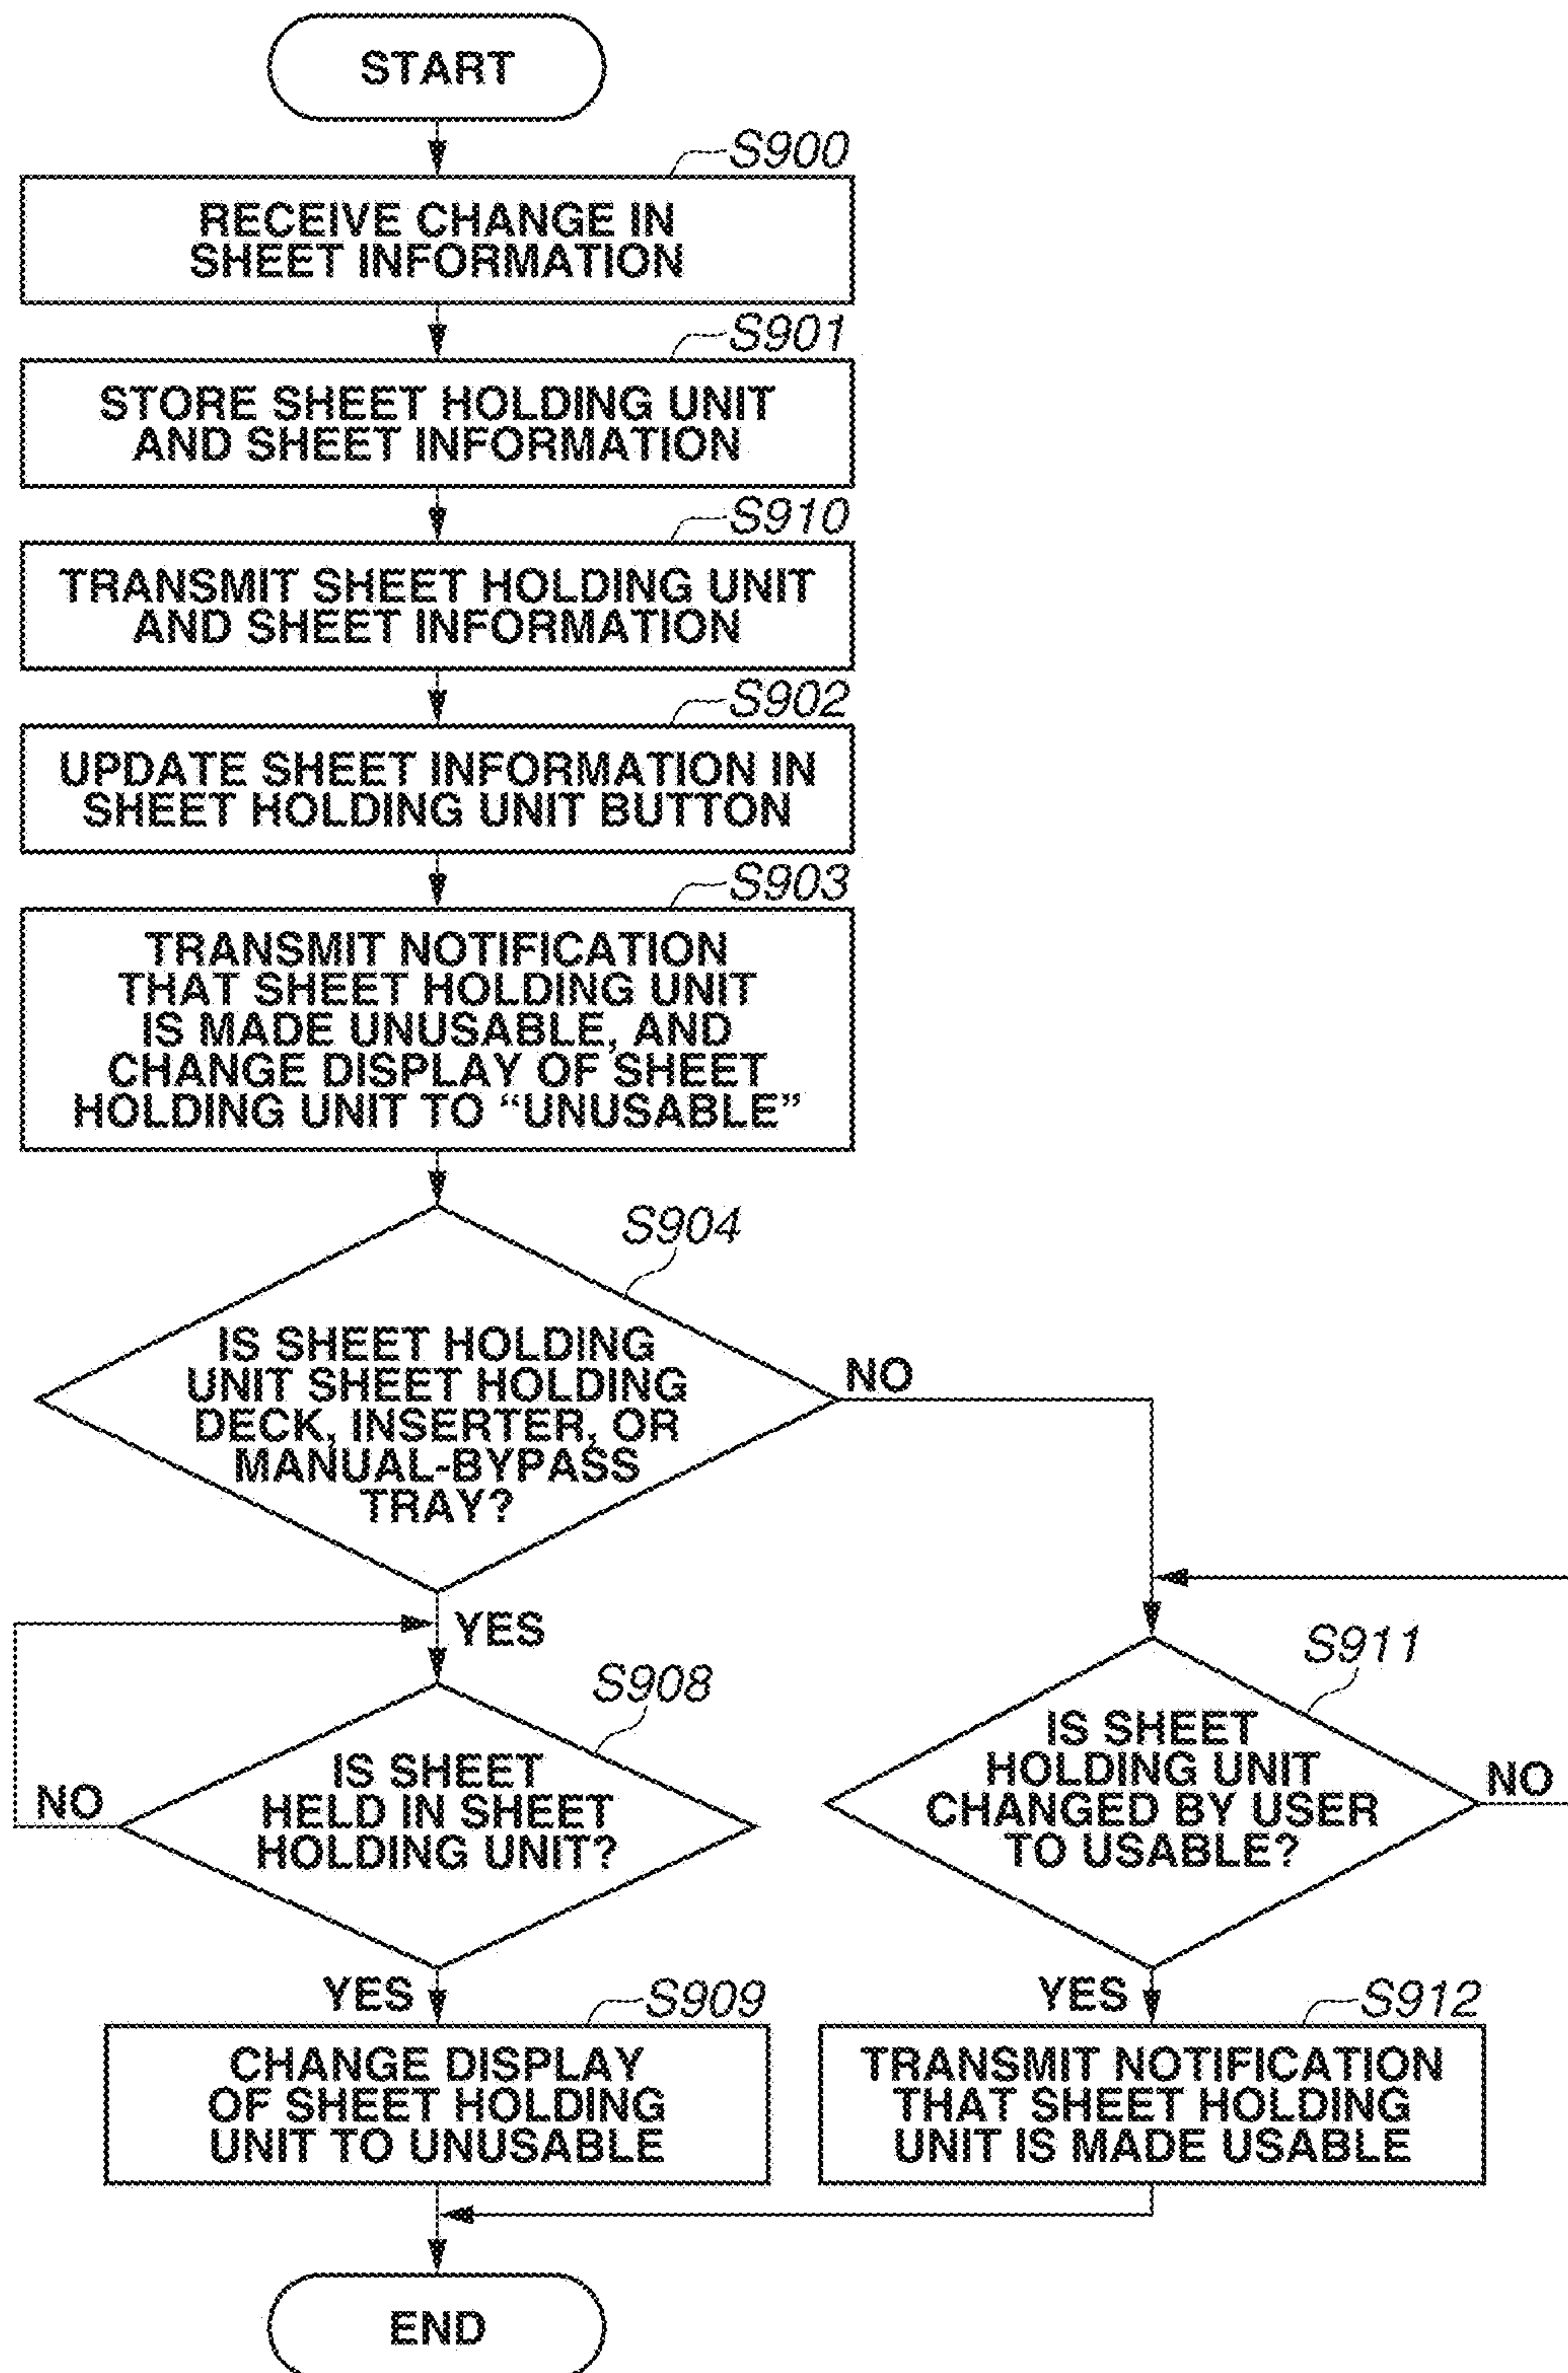 START
S900
RECEIVE CHANGE IN
SHEET INFORMATION
S901
STORE SHEET HOLDING UNIT
AND SHEET INFORMATION
S910
TRANSMIT SHEET HOLDING UNIT
AND SHEET INFORMATION
S902
UPDATE SHEET INFORMATION IN
SHEET HOLDING UNIT BUTTON
S903
TRANSMIT NOTIFICATION
THAT SHEET HOLDING UNIT
IS MADE UNUSABLE, AND
CHANGE DISPLAY OF SHEET
HOLDING UNIT TO “UNUSABLE”
S904
IS SHEET HOLDING
UNIT SHEET HOLDING
DECK, INSERTER, OR
MANUAL-BYPASS
TRAY?
NO
YES
S908
IS SHEET
HELD IN SHEET
HOLDING UNIT?
NO
YES
S909
CHANGE DISPLAY
OF SHEET HOLDING
UNIT TO UNUSABLE
S911
IS SHEET
HOLDING UNIT
CHANGED BY USER
TO USABLE?
NO
YES
S912
TRANSMIT NOTIFICATION
THAT SHEET HOLDING
UNIT IS MADE USABLE
END